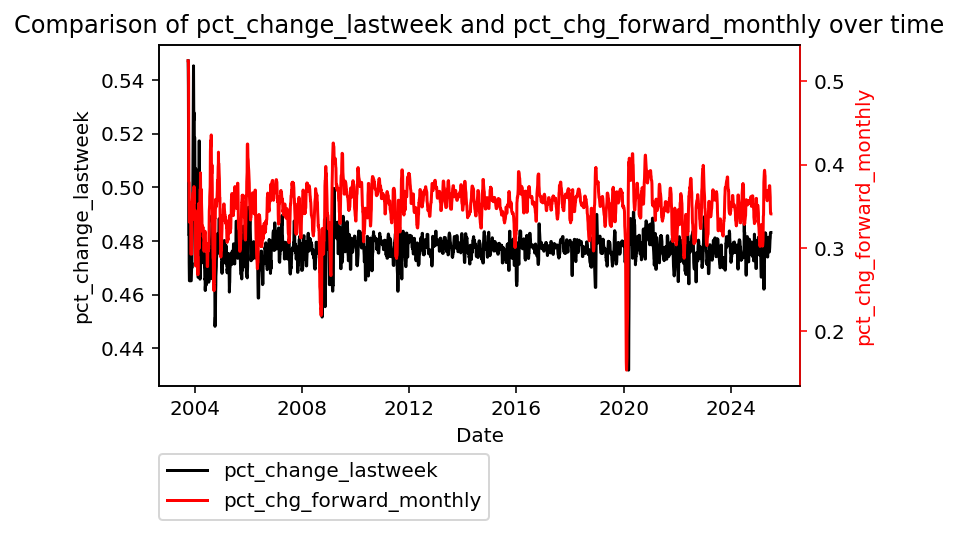 Comparison of pct_change_lastweek and pct_chg_forward_monthly over time
0.54
0.52
0.50
0.48
0.46
0.44
pct_change_lastweek
0.5
0.4
0.3
0.2
pct_chg_forward_monthly
2004 2008 2012 2016 2020 2024
Date
pct_change_lastweek
pct_chg_forward_monthly